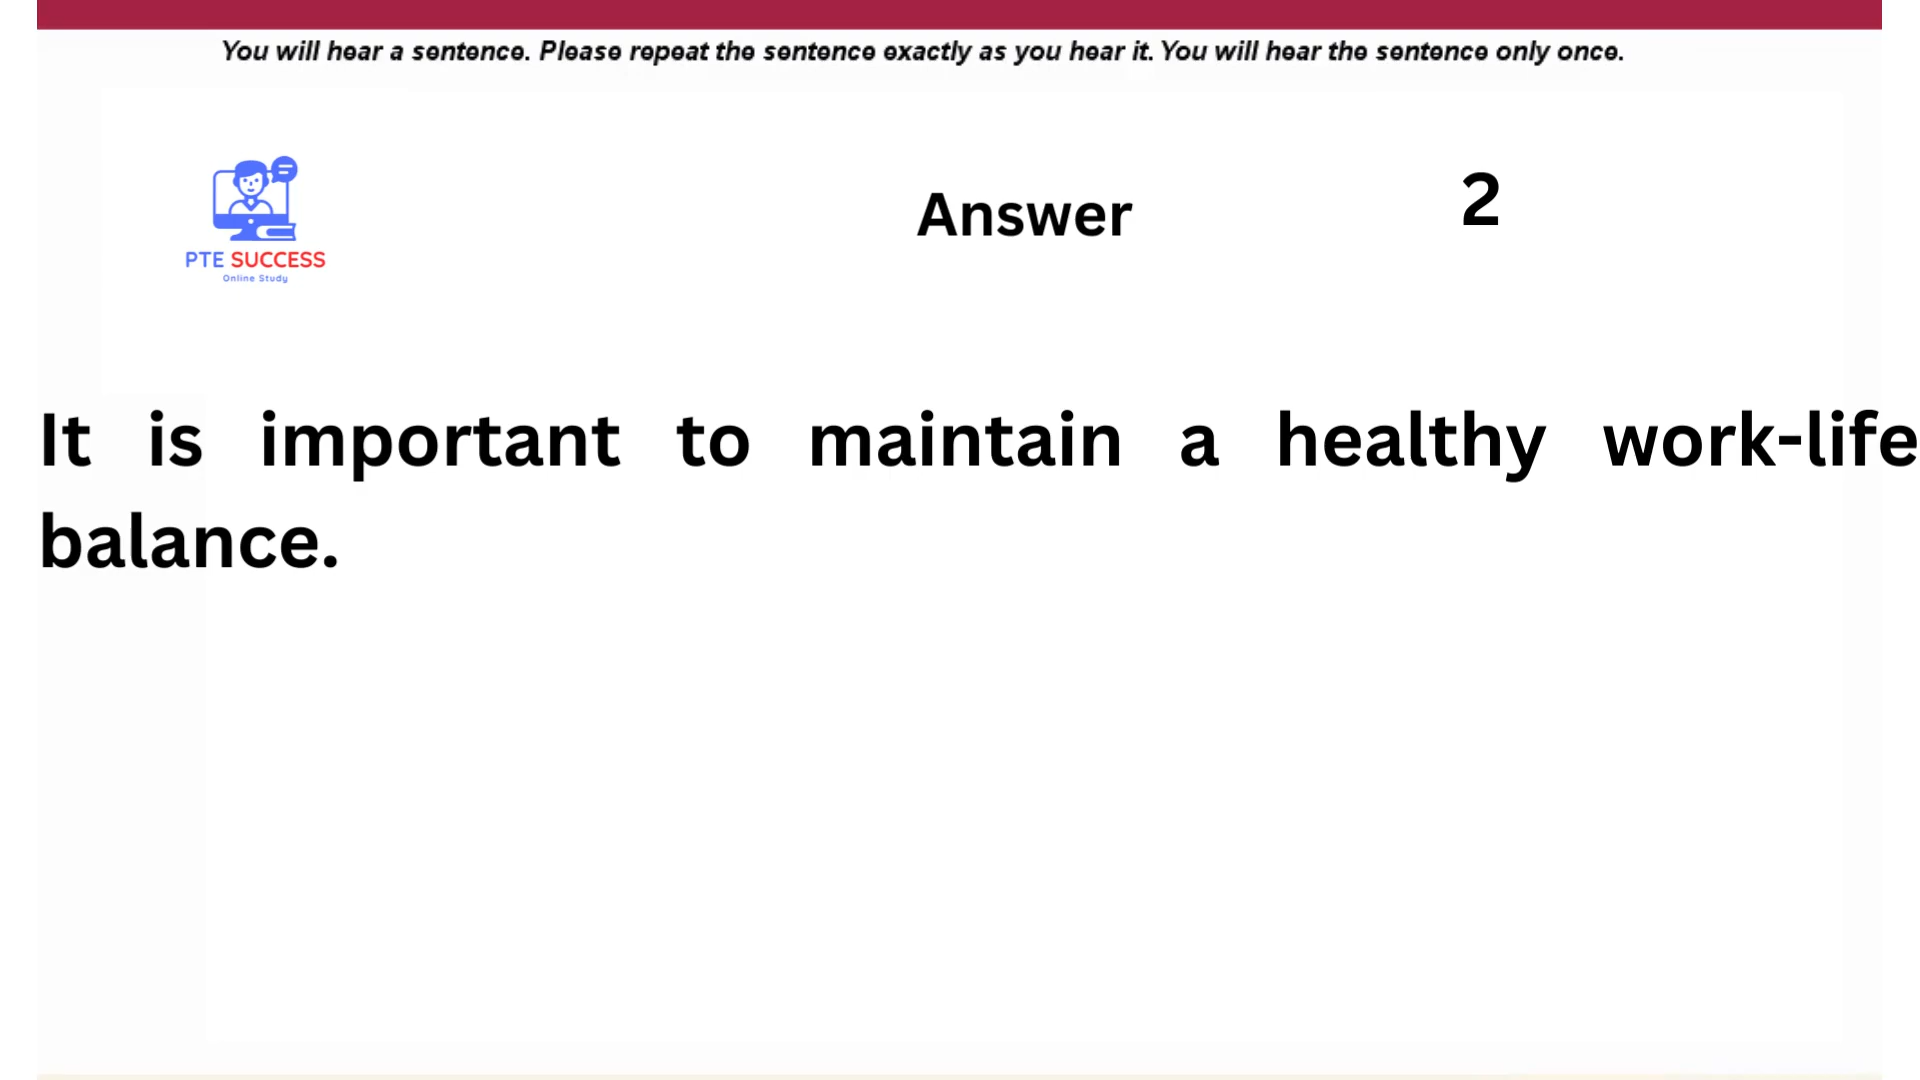 You will hear a sentence. Please repeat the sentence exactly as you hear it. You will hear the sentence only once.
Answer
2
PTE SUCCESS
Online Study
It is important to maintain a healthy work-life
balance.